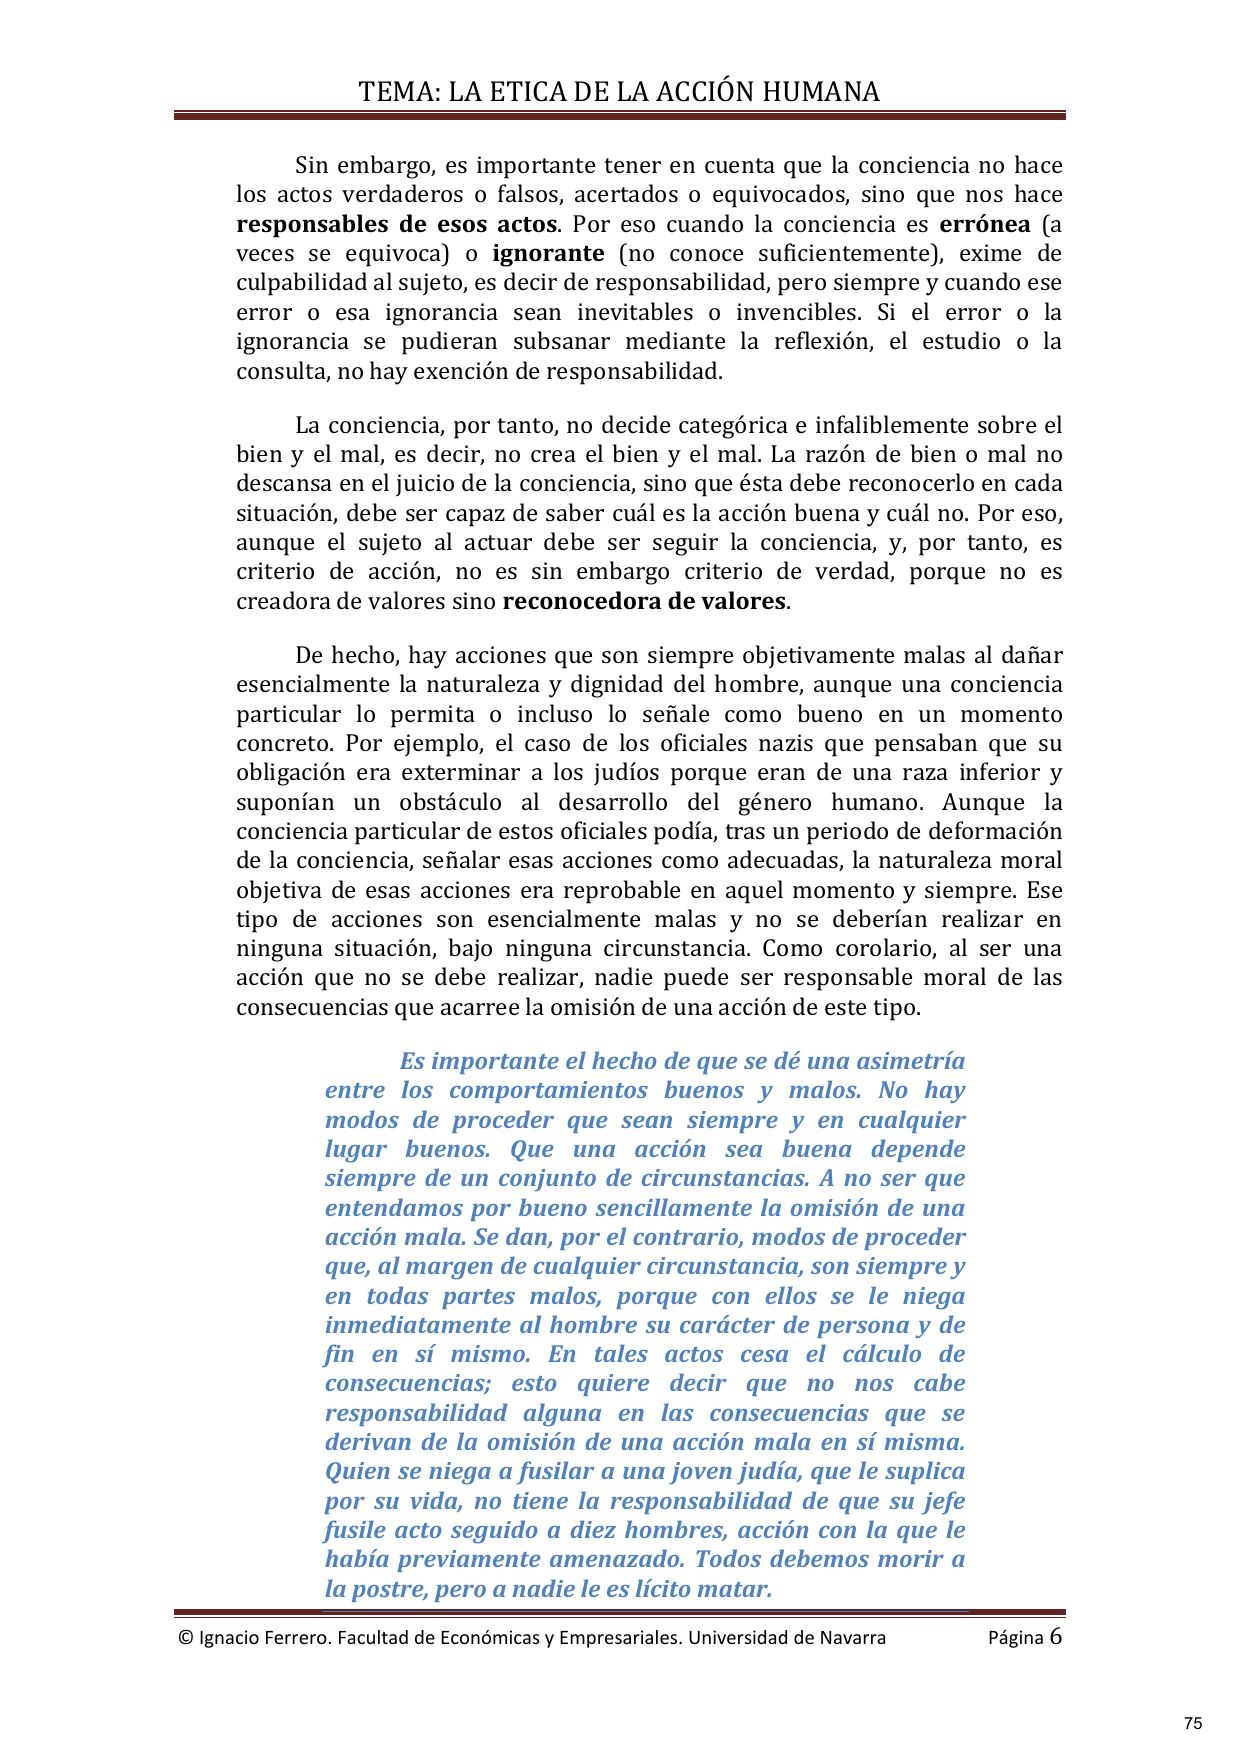 TEMA: LA ETICA DE LA ACCIÓN HUMANA
Sin embargo, es importante tener en cuenta que la conciencia no hace
los actos verdaderos o falsos, acertados o equivocados, sino que nos hace
responsables de esos actos. Por eso cuando la conciencia es errónea (a
veces se equivoca) o ignorante (no conoce suficientemente), exime de
culpabilidad al sujeto, es decir de responsabilidad, pero siempre y cuando ese
error o esa ignorancia sean inevitables o invencibles. Si el error o la
ignorancia se pudieran subsanar mediante la reflexión, el estudio o la
consulta, no hay exención de responsabilidad.
La conciencia, por tanto, no decide categórica e infaliblemente sobre el
bien y el mal, es decir, no crea el bien y el mal. La razón de bien o mal no
descansa en el juicio de la conciencia, sino que ésta debe reconocerlo en cada
situación, debe ser capaz de saber cuál es la acción buena y cuál no. Por eso,
aunque el sujeto al actuar debe ser seguir la conciencia, y, por tanto, es
criterio de acción, no es sin embargo criterio de verdad, porque no es
creadora de valores sino reconocedora de valores.
De hecho, hay acciones que son siempre objetivamente malas al dañar
esencialmente la naturaleza y dignidad del hombre, aunque una conciencia
particular lo permita o incluso lo señale como bueno en un momento
concreto. Por ejemplo, el caso de los oficiales nazis que pensaban que su
obligación era exterminar a los judíos porque eran de una raza inferior y
suponían un obstáculo al desarrollo del género humano. Aunque la
conciencia particular de estos oficiales podía, tras un periodo de deformación
de la conciencia, señalar esas acciones como adecuadas, la naturaleza moral
objetiva de esas acciones era reprobable en aquel momento y siempre. Ese
tipo de acciones son esencialmente malas y no se deberían realizar en
ninguna situación, bajo ninguna circunstancia. Como corolario, al ser una
acción que no se debe realizar, nadie puede ser responsable moral de las
consecuencias que acarree la omisión de una acción de este tipo.
Es importante el hecho de que se dé una asimetría
entre los comportamientos buenos y malos. No hay
modos de proceder que sean siempre y en cualquier
lugar buenos. Que una acción sea buena depende
siempre de un conjunto de circunstancias. A no ser que
entendamos por bueno sencillamente la omisión de una
acción mala. Se dan, por el contrario, modos de proceder
que, al margen de cualquier circunstancia, son siempre y
en todas partes malos, porque con ellos se le niega
inmediatamente al hombre su carácter de persona y de
fin en sí mismo. En tales actos cesa el cálculo de
consecuencias; esto quiere decir que no nos cabe
responsabilidad alguna en las consecuencias que se
derivan de la omisión de una acción mala en sí misma.
Quien se niega a fusilar a una joven judía, que le suplica
por su vida, no tiene la responsabilidad de que su jefe
fusile acto seguido a diez hombres, acción con la que le
había previamente amenazado. Todos debemos morir a
la postre, pero a nadie le es lícito matar.
© Ignacio Ferrero. Facultad de Económicas y Empresariales. Universidad de Navarra Página 6
75